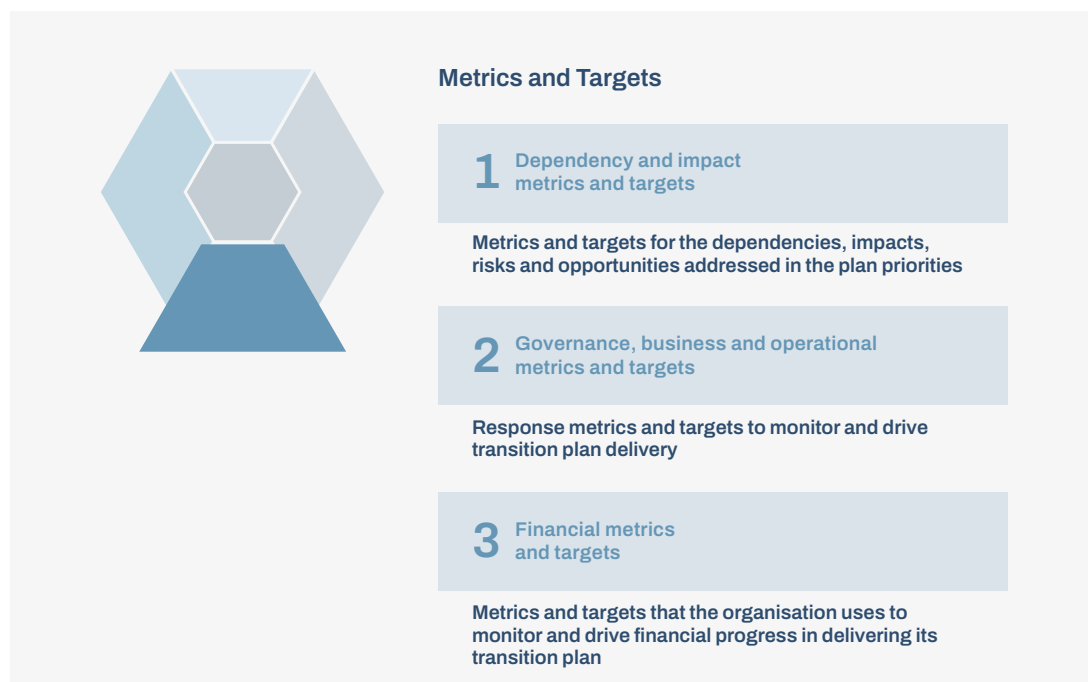 Metrics and Targets
1 Dependency and impact
metrics and targets
Metrics and targets for the dependencies, impacts,
risks and opportunities addressed in the plan priorities
2 Governance, business and operational
metrics and targets
Response metrics and targets to monitor and drive
transition plan delivery
3 Financial metrics
and targets
Metrics and targets that the organisation uses to
monitor and drive financial progress in delivering its
transition plan